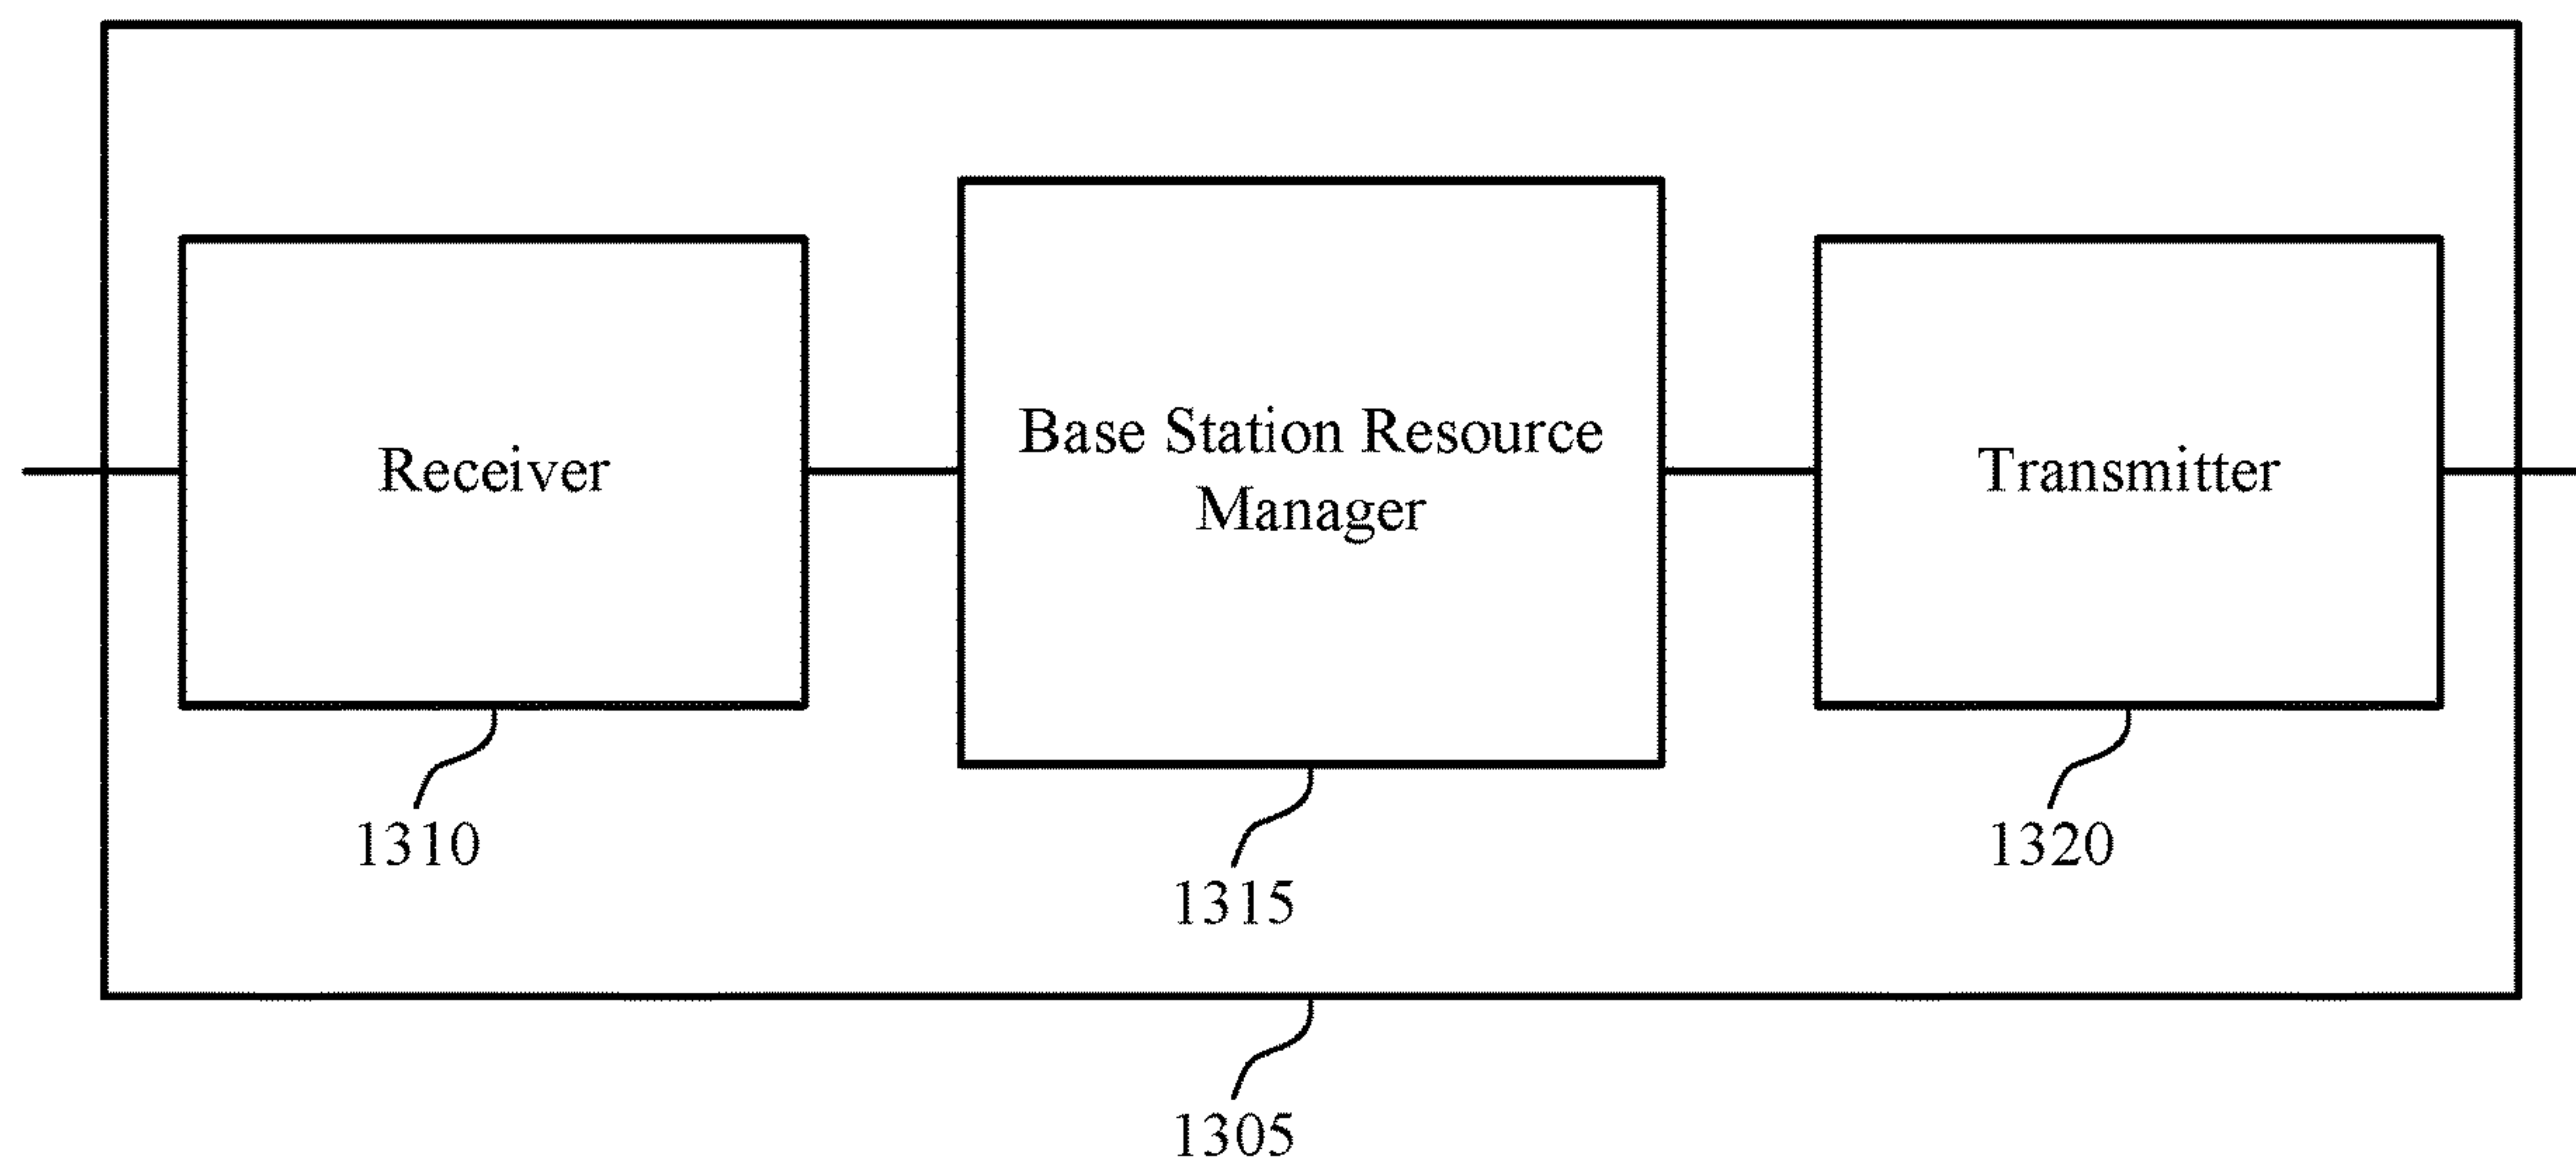 Receiver
Base Station Resource
Manager
Transmitter
1310
1315
1320
1305